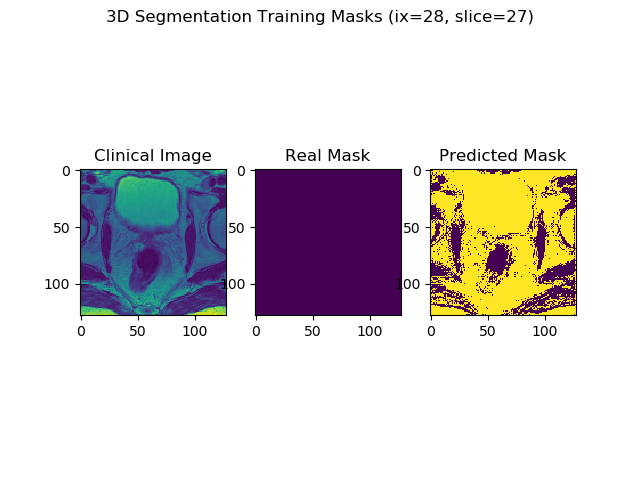 3D Segmentation Training Masks (ix=28, slice=27)
Clinical Image Real Mask Predicted Mask
0 0 0
50 50 50
100 100 100
0 50 100 0 50 100 0 50 100